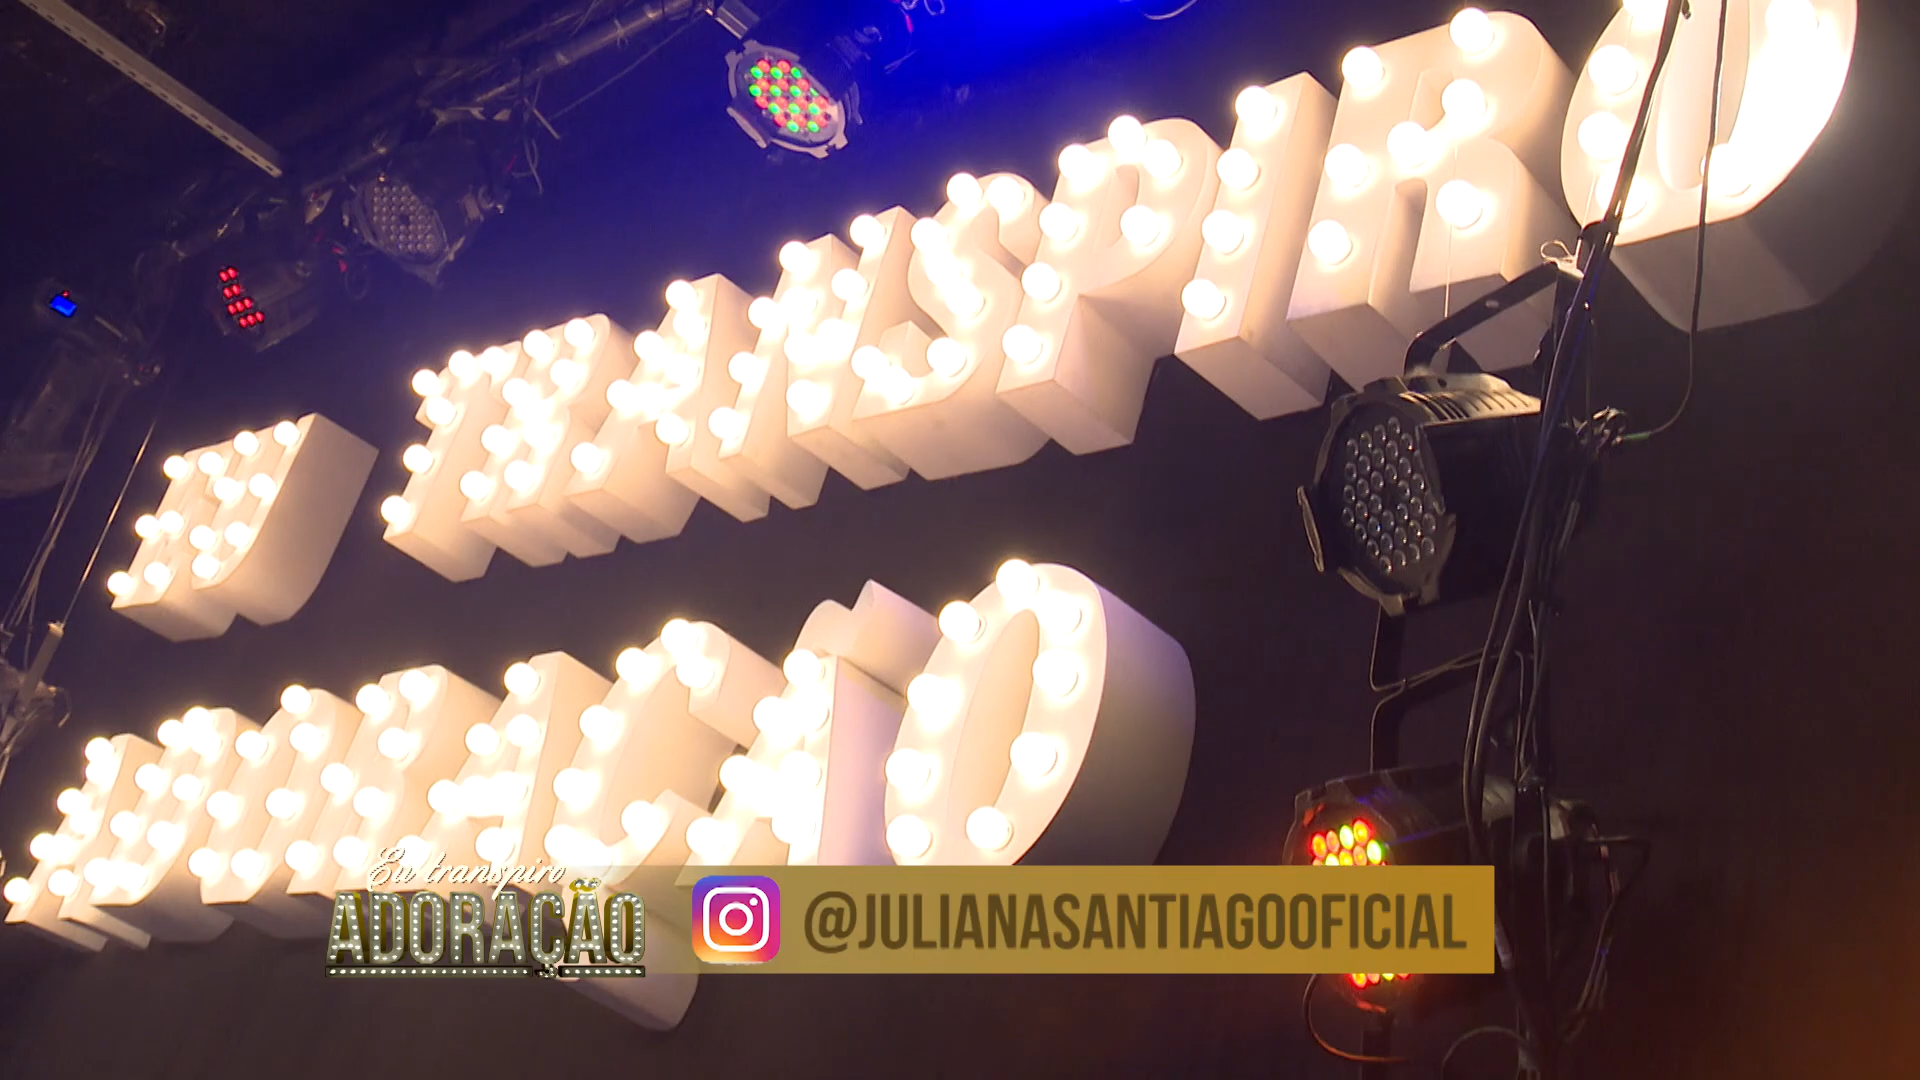 EU TRANSPIRO
ADORAÇÃO
Eu transpiro
ADORAÇÃO
@JULIANASANTIAGOOFICIAL